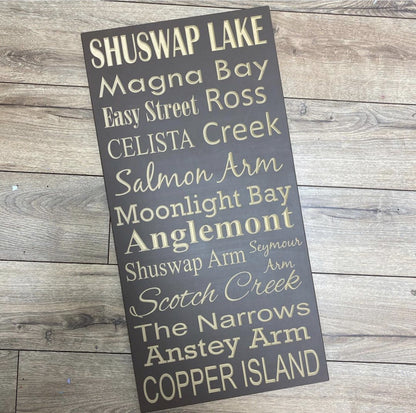 SHUSWAP LAKE
Magna Bay
Easy Street Ross
CELISTA Creek
Salmon Arm
Moonlight Bay
Anglemont
Shuswap Arm Seymour
Arm
Scotch Creek
The Narrows
Anstey Arm
COPPER ISLAND